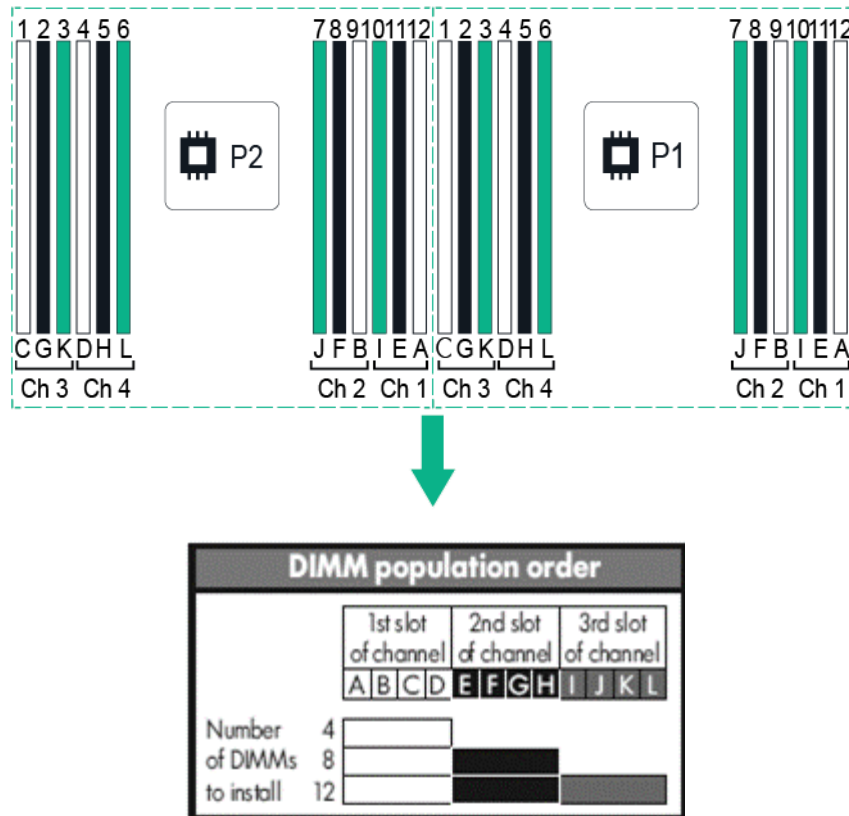 1 2 3 4 5 6 7 8 9 10 11 12 1 2 3 4 5 6 7 8 9 10 11 12
P2 P1
C G K D H L J F B I E A C G K D H L J F B I E A
Ch 3 Ch 4 Ch 2 Ch 1 Ch 3 Ch 4 Ch 2 Ch 1
DIMM population order
1st slot 2nd slot 3rd slot
of channel of channel of channel
A B C D E F G H I J K L
Number 4
of DIMMs 8
to install 12